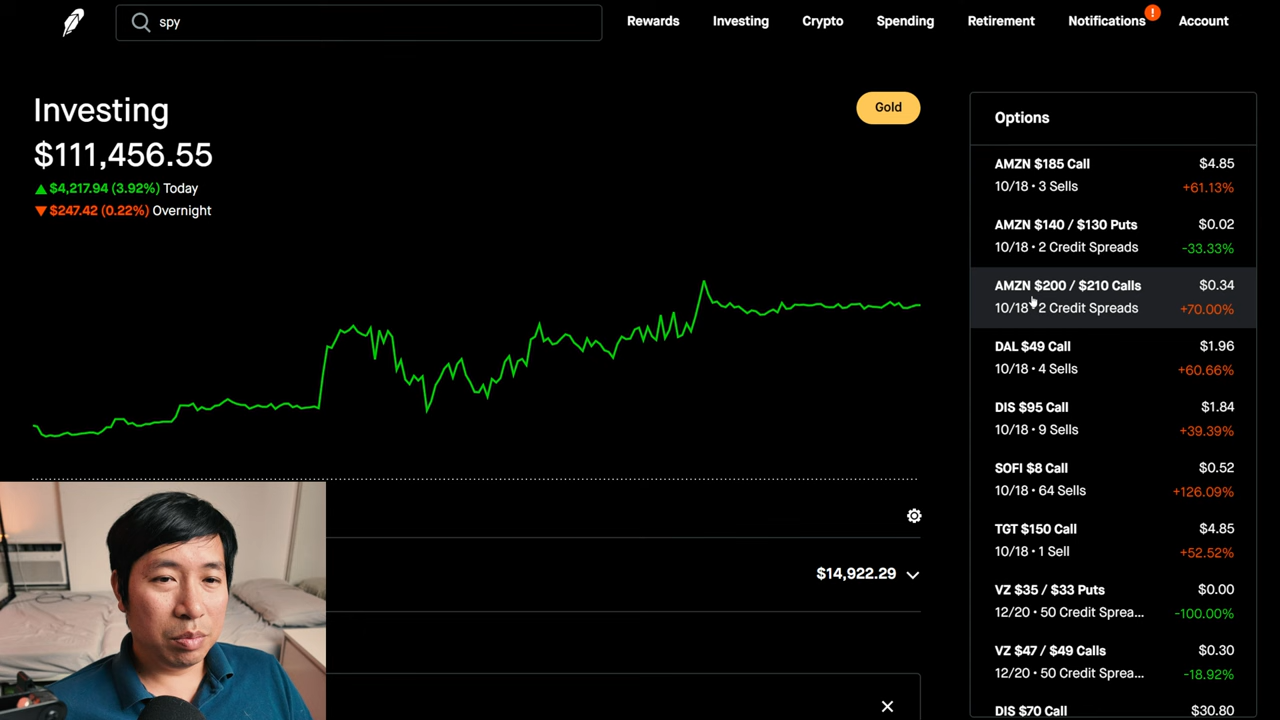 spy
Rewards
Investing
Crypto
Spending
Retirement
Notifications
!
Account
Investing
$111,456.55
$4,217.94 (3.92%) Today
$247.42 (0.22%) Overnight
Gold
$14,922.29
Options
AMZN $185 Call $4.85
10/18 • 3 Sells +61.13%
AMZN $140 / $130 Puts $0.02
10/18 • 2 Credit Spreads -33.33%
AMZN $200 / $210 Calls $0.34
10/18 • 2 Credit Spreads +70.00%
DAL $49 Call $1.96
10/18 • 4 Sells +60.66%
DIS $95 Call $1.84
10/18 • 9 Sells +39.39%
SOFI $8 Call $0.52
10/18 • 64 Sells +126.09%
TGT $150 Call $4.85
10/18 • 1 Sell +52.52%
VZ $35 / $33 Puts $0.00
12/20 • 50 Credit Sprea... -100.00%
VZ $47 / $49 Calls $0.30
12/20 • 50 Credit Sprea... -18.92%
DIS $70 Call $30.80